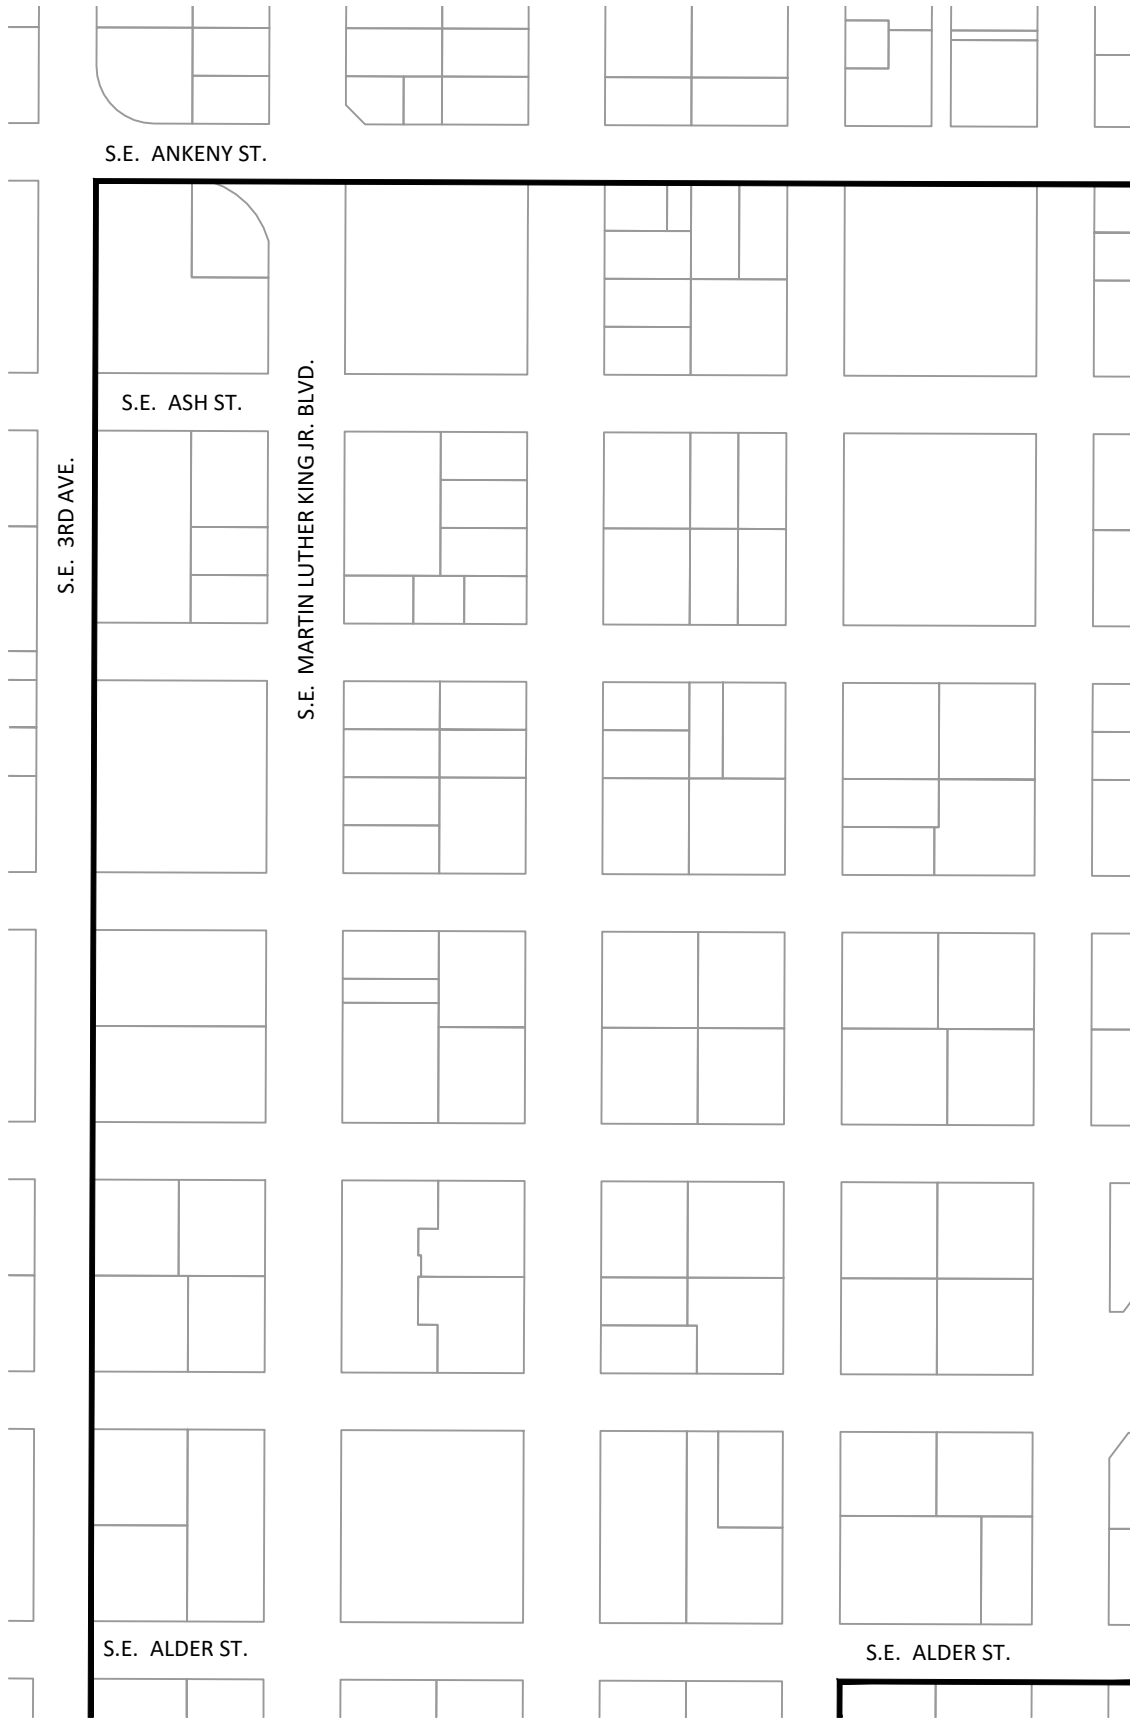 S.E. ANKENY ST.
S.E. ASH ST.
S.E. MARTIN LUTHER KING JR. BLVD.
S.E. 3RD AVE.
S.E. ALDER ST.
S.E. ALDER ST.